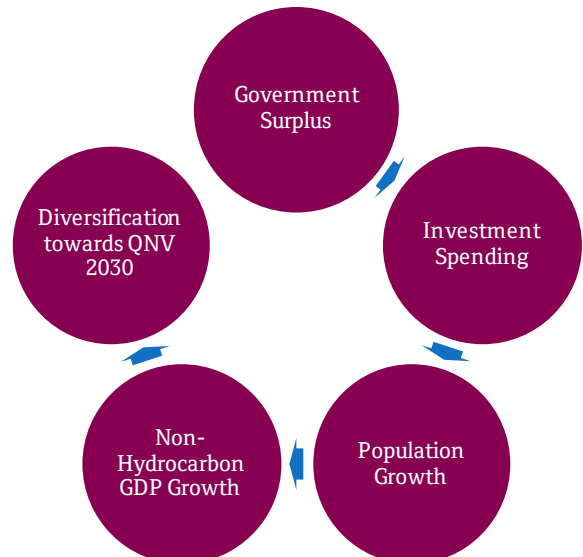 Government
Surplus
Investment
Spending
Population
Growth
Non-
Hydrocarbon
GDP Growth
Diversification
towards QNV
2030